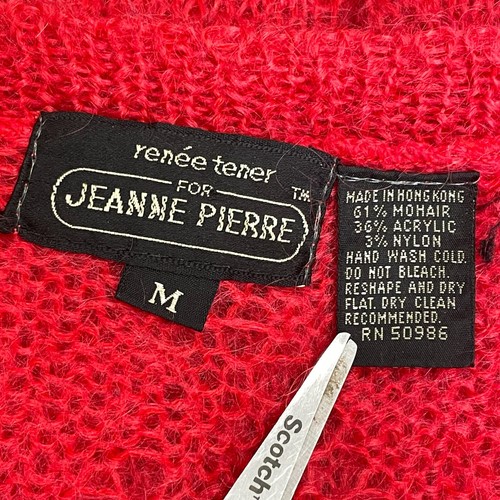 renée tener
FOR
JEANNE PIERRE
TM
M
MADE IN HONG KONG
61% MOHAIR
36% ACRYLIC
3% NYLON
HAND WASH COLD.
DO NOT BLEACH.
RESHAPE AND DRY
FLAT. DRY CLEAN
RECOMMENDED.
RN 50986
Scotch